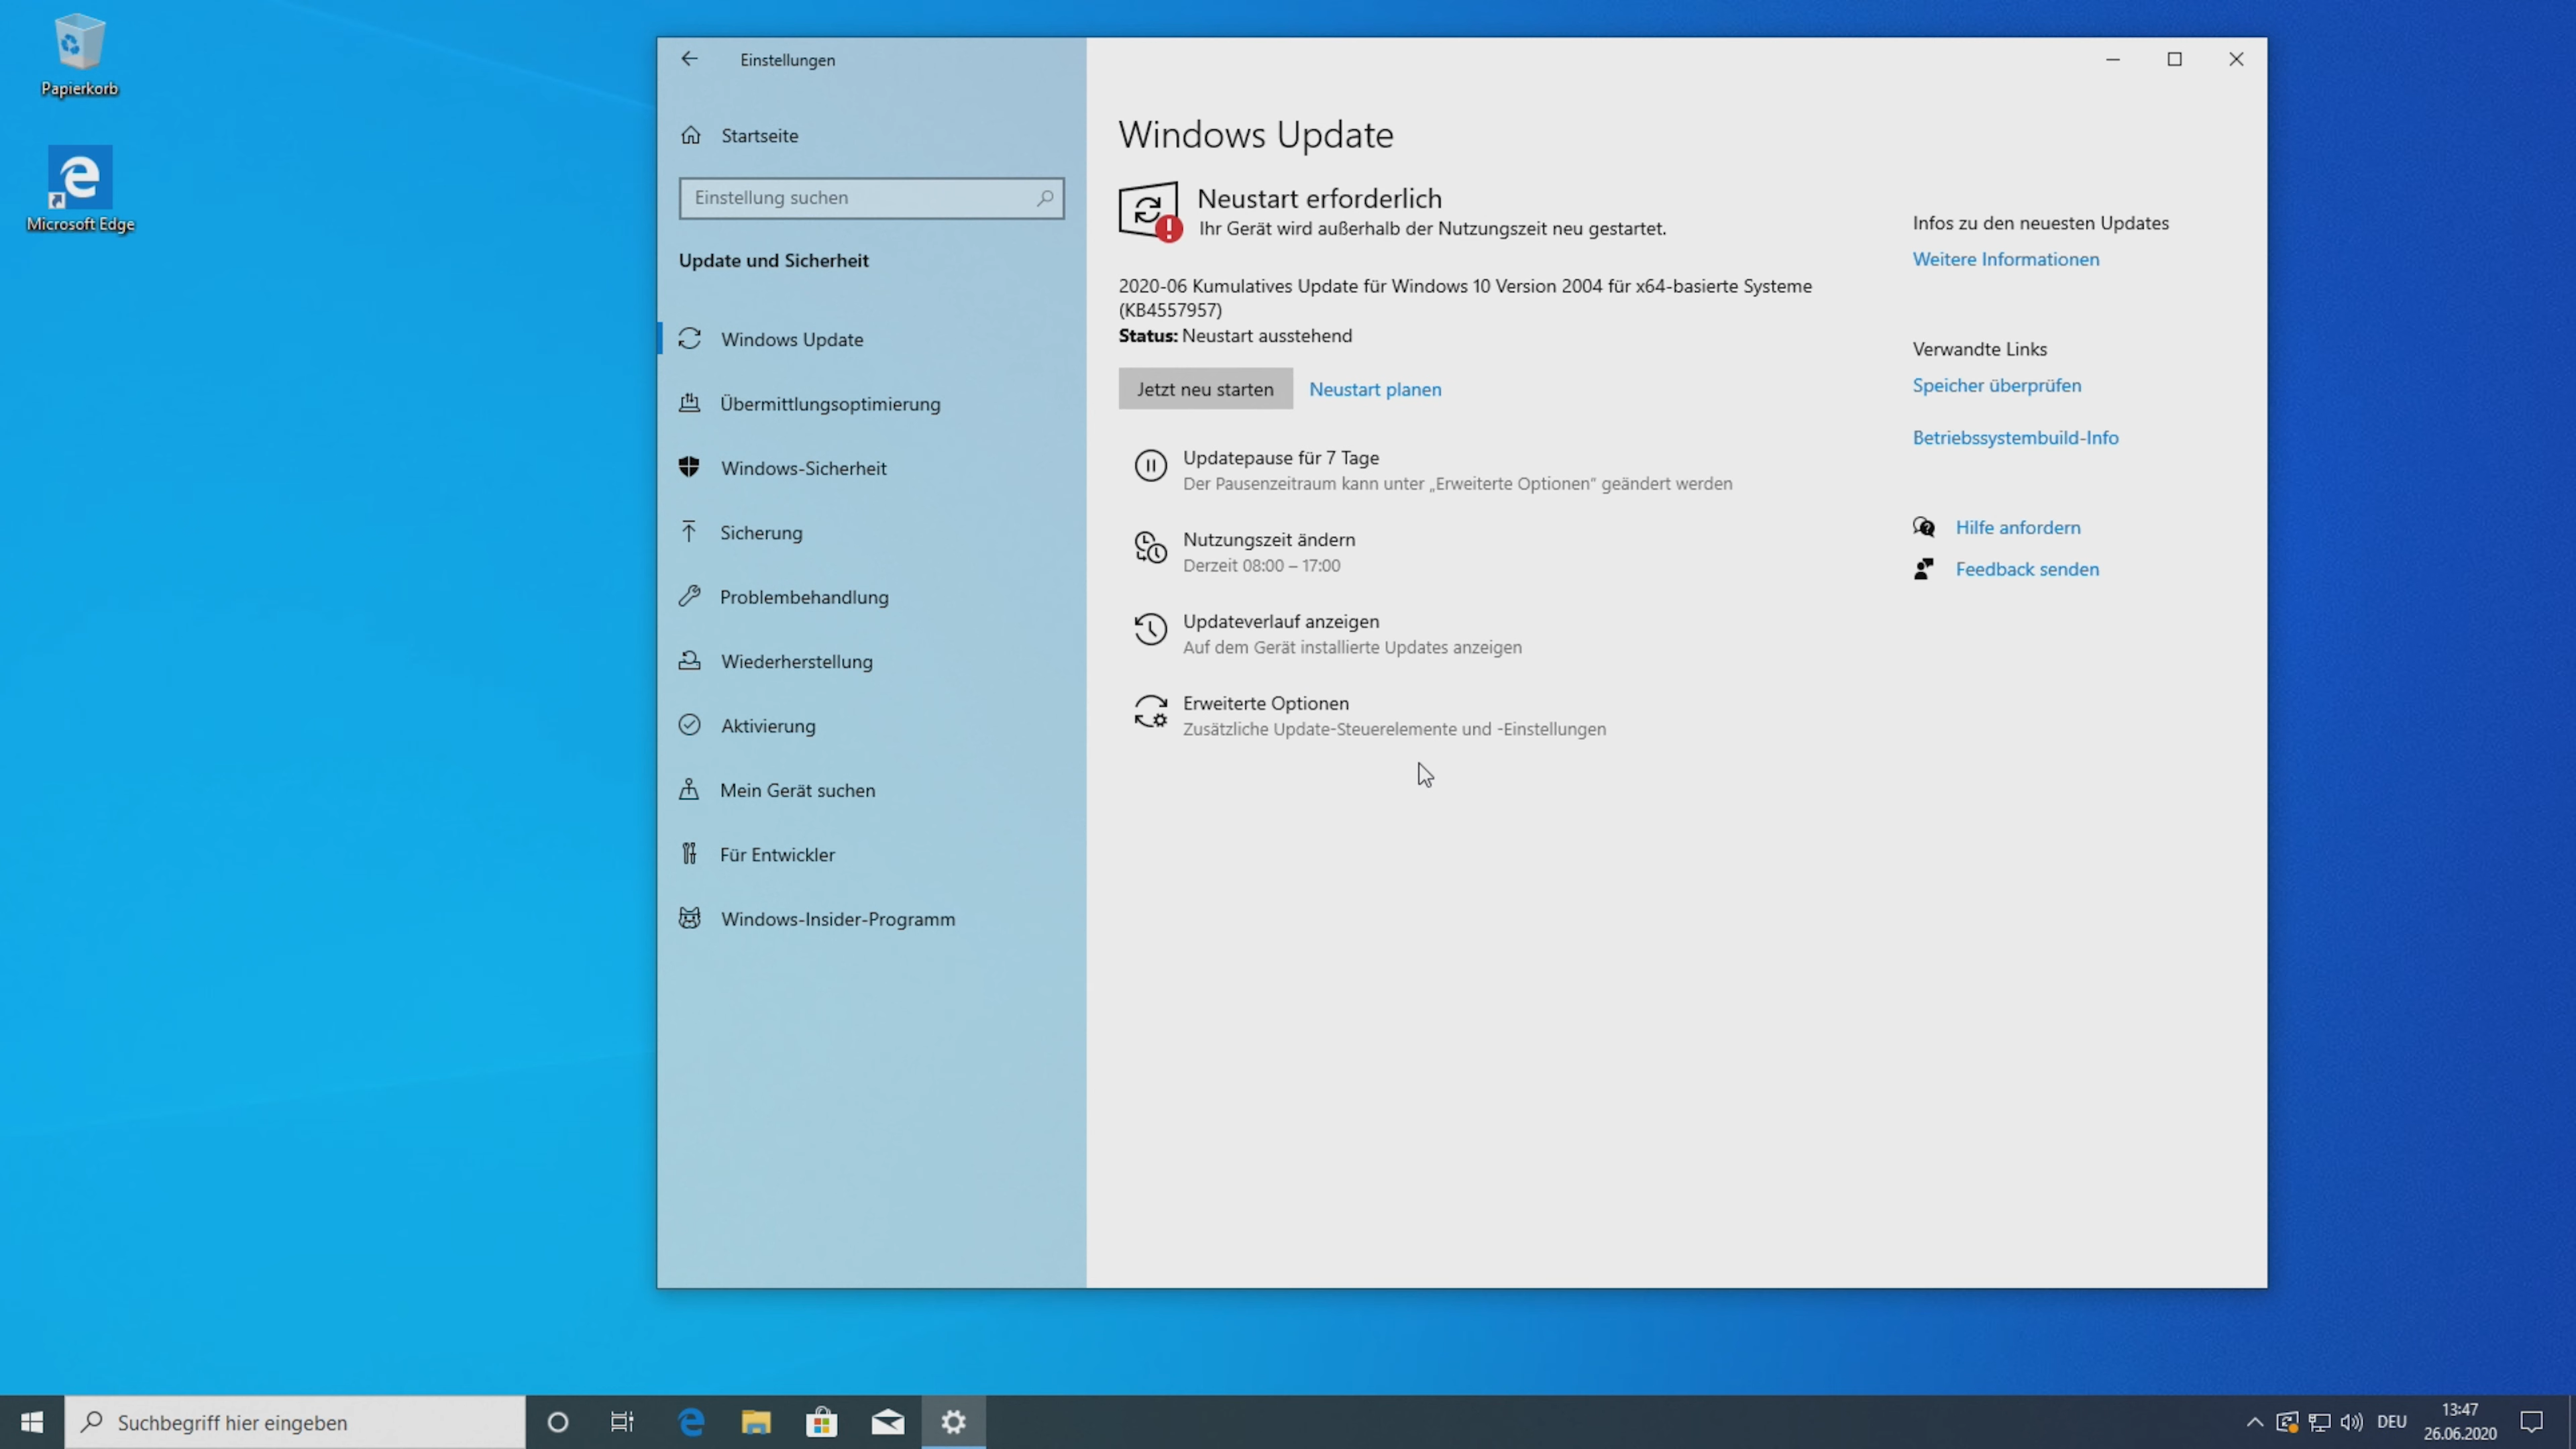 Papierkorb
Microsoft Edge
Einstellungen
Startseite
Einstellung suchen
Update und Sicherheit
Windows Update
Übermittlungsoptimierung
Windows-Sicherheit
Sicherung
Problembehandlung
Wiederherstellung
Aktivierung
Mein Gerät suchen
Für Entwickler
Windows-Insider-Programm
Windows Update
Neustart erforderlich
Ihr Gerät wird außerhalb der Nutzungszeit neu gestartet.
2020-06 Kumulatives Update für Windows 10 Version 2004 für x64-basierte Systeme
(KB4557957)
Status: Neustart ausstehend
Jetzt neu starten
Neustart planen
Updatepause für 7 Tage
Der Pausenzeitraum kann unter „Erweiterte Optionen“ geändert werden
Nutzungszeit ändern
Derzeit 08:00 – 17:00
Updateverlauf anzeigen
Auf dem Gerät installierte Updates anzeigen
Erweiterte Optionen
Zusätzliche Update-Steuerelemente und -Einstellungen
Infos zu den neuesten Updates
Weitere Informationen
Verwandte Links
Speicher überprüfen
Betriebssystembuild-Info
Hilfe anfordern
Feedback senden
Suchbegriff hier eingeben
DEU
13:47
26.06.2020